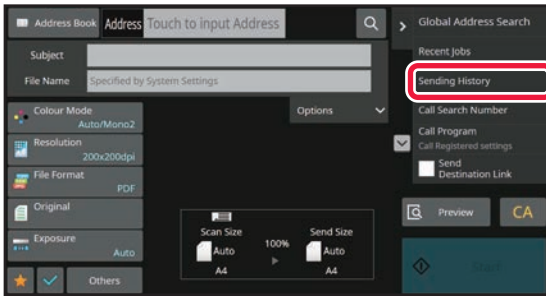 Address Book Address Touch to input Address
Subject
File Name Specified by System Settings
Colour Mode
Auto/Mono2
Resolution
200x200dpi
File Format
PDF
Original
Exposure
Auto
Others
Options
Scan Size
Auto
A4
100%
Send Size
Auto
A4
Global Address Search
Recent Jobs
Sending History
Call Search Number
Call Program
Call Registered settings
Send
Destination Link
Preview
CA
Start